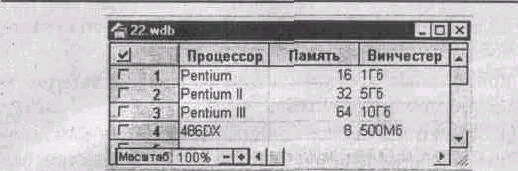 22.wdb
Процессор Память Винчестер
1 Pentium 16 1Гб
2 Pentium II 32 5Гб
3 Pentium III 64 10Гб
4 486DX 8 500Мб
Масштаб 100%